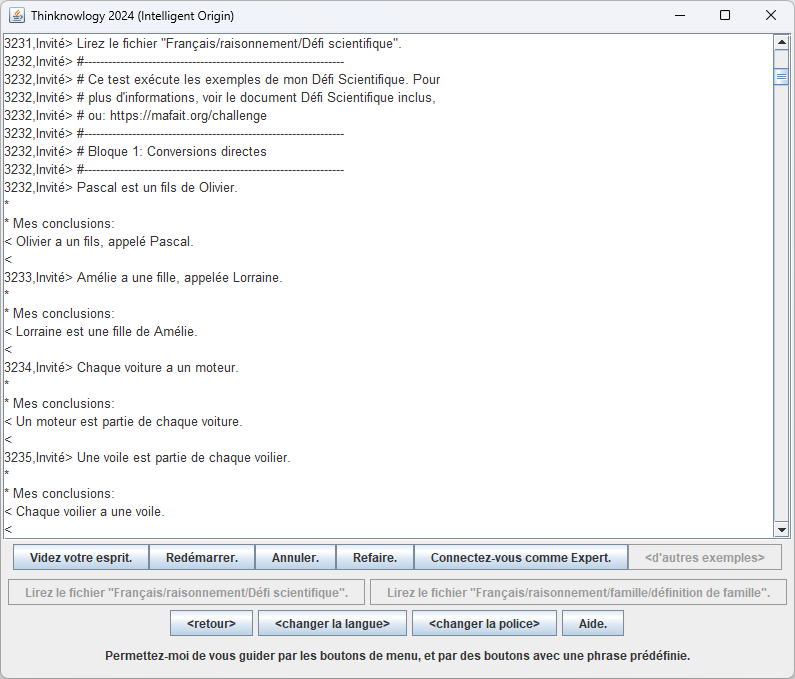 Thinknowlogy 2024 (Intelligent Origin)
3231,Invité> Lirez le fichier "Français/raisonnement/Défi scientifique".
3232,Invité> #---------------------------------------------------------------
3232,Invité> # Ce test exécute les exemples de mon Défi Scientifique. Pour
3232,Invité> # plus d'informations, voir le document Défi Scientifique inclus,
3232,Invité> # ou: https://mafait.org/challenge
3232,Invité> #---------------------------------------------------------------
3232,Invité> # Bloque 1: Conversions directes
3232,Invité> #---------------------------------------------------------------
3232,Invité> Pascal est un fils de Olivier.
*
* Mes conclusions:
< Olivier a un fils, appelé Pascal.
<
3233,Invité> Amélie a une fille, appelée Lorraine.
*
* Mes conclusions:
< Lorraine est une fille de Amélie.
<
3234,Invité> Chaque voiture a un moteur.
*
* Mes conclusions:
< Un moteur est partie de chaque voiture.
<
3235,Invité> Une voile est partie de chaque voilier.
*
* Mes conclusions:
< Chaque voilier a une voile.
<
Videz votre esprit. Redémarrer. Annuler. Refaire. Connectez-vous comme Expert. <d'autres exemples>
Lirez le fichier "Français/raisonnement/Défi scientifique". Lirez le fichier "Français/raisonnement/famille/définition de famille".
<retour> <changer la langue> <changer la police> Aide.
Permettez-moi de vous guider par les boutons de menu, et par des boutons avec une phrase prédéfinie.